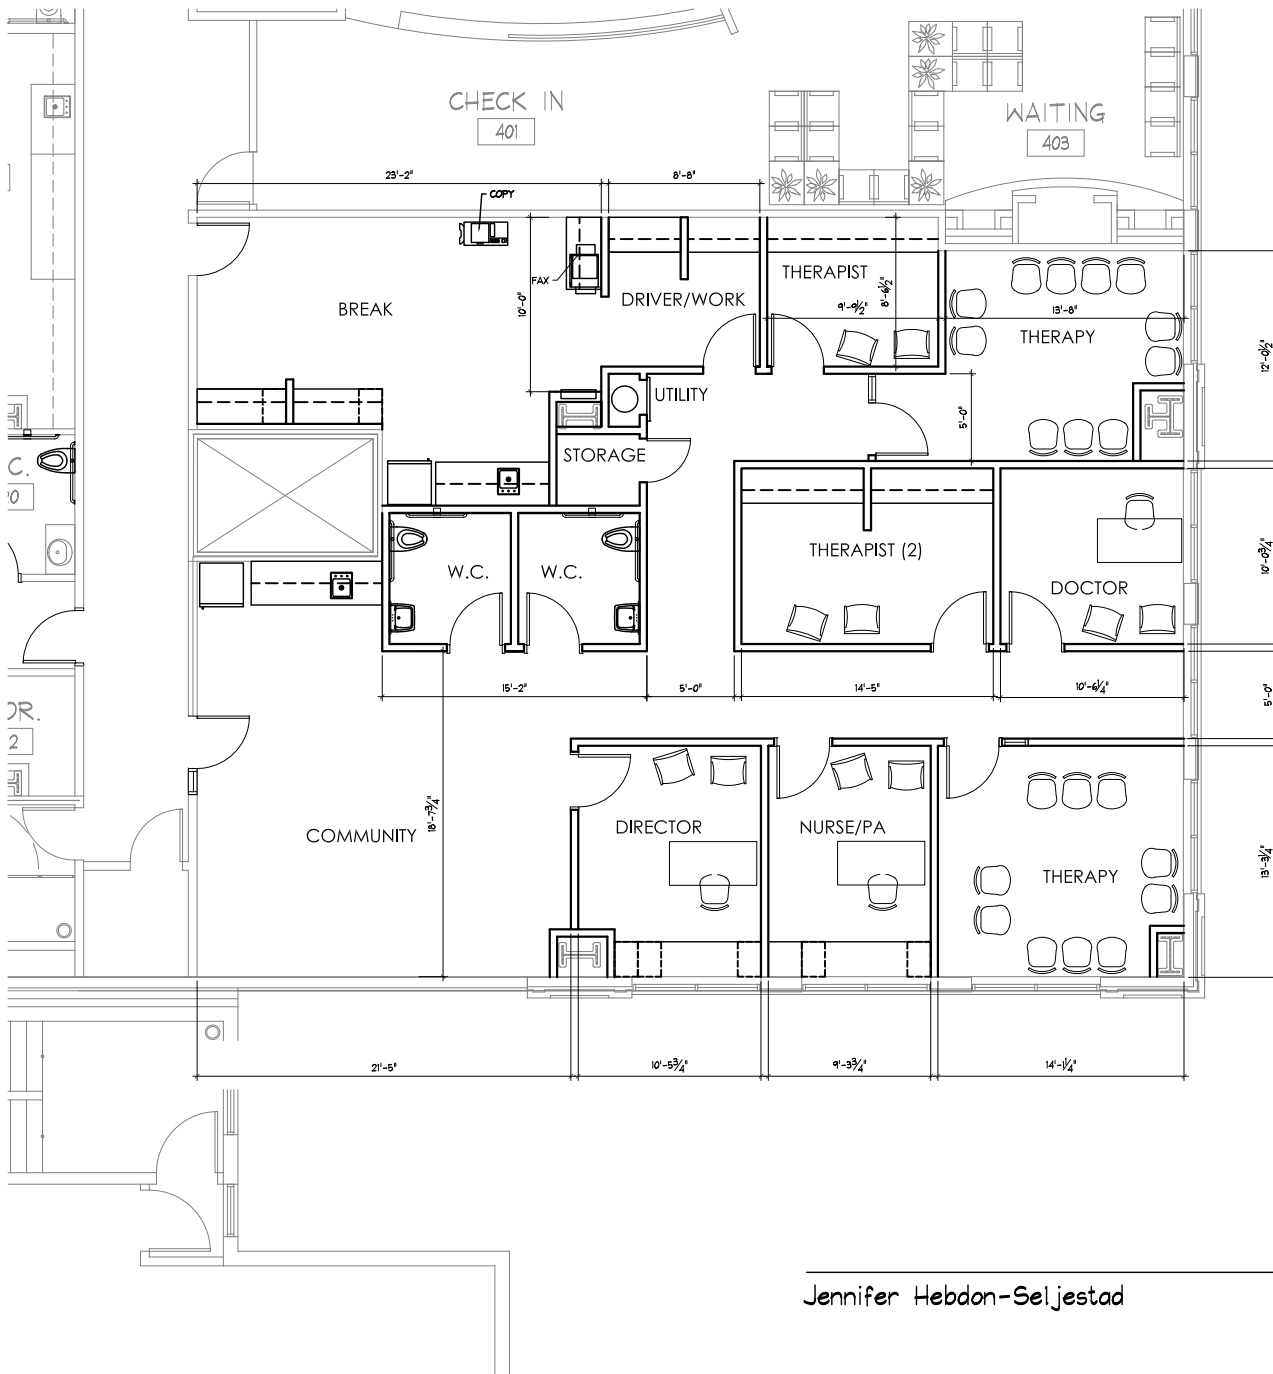 CHECK IN
401
WAITING
403
23'-2"
8'-8"
COPY
FAX
10'-0"
BREAK
DRIVER/WORK
THERAPIST
9'-0½"
8'-6½"
13'-8"
THERAPY
12'-0½"
UTILITY
5'-0"
STORAGE
C.
W.C.
W.C.
THERAPIST (2)
DOCTOR
10'-0¾"
15'-2"
5'-0"
14'-5"
10'-6¼"
5'-0"
OR.
2
COMMUNITY
18'-7¾"
DIRECTOR
NURSE/PA
THERAPY
13'-3¼"
21'-5"
10'-5¾"
9'-3¾"
14'-1¼"
Jennifer Hebdon-Seljestad